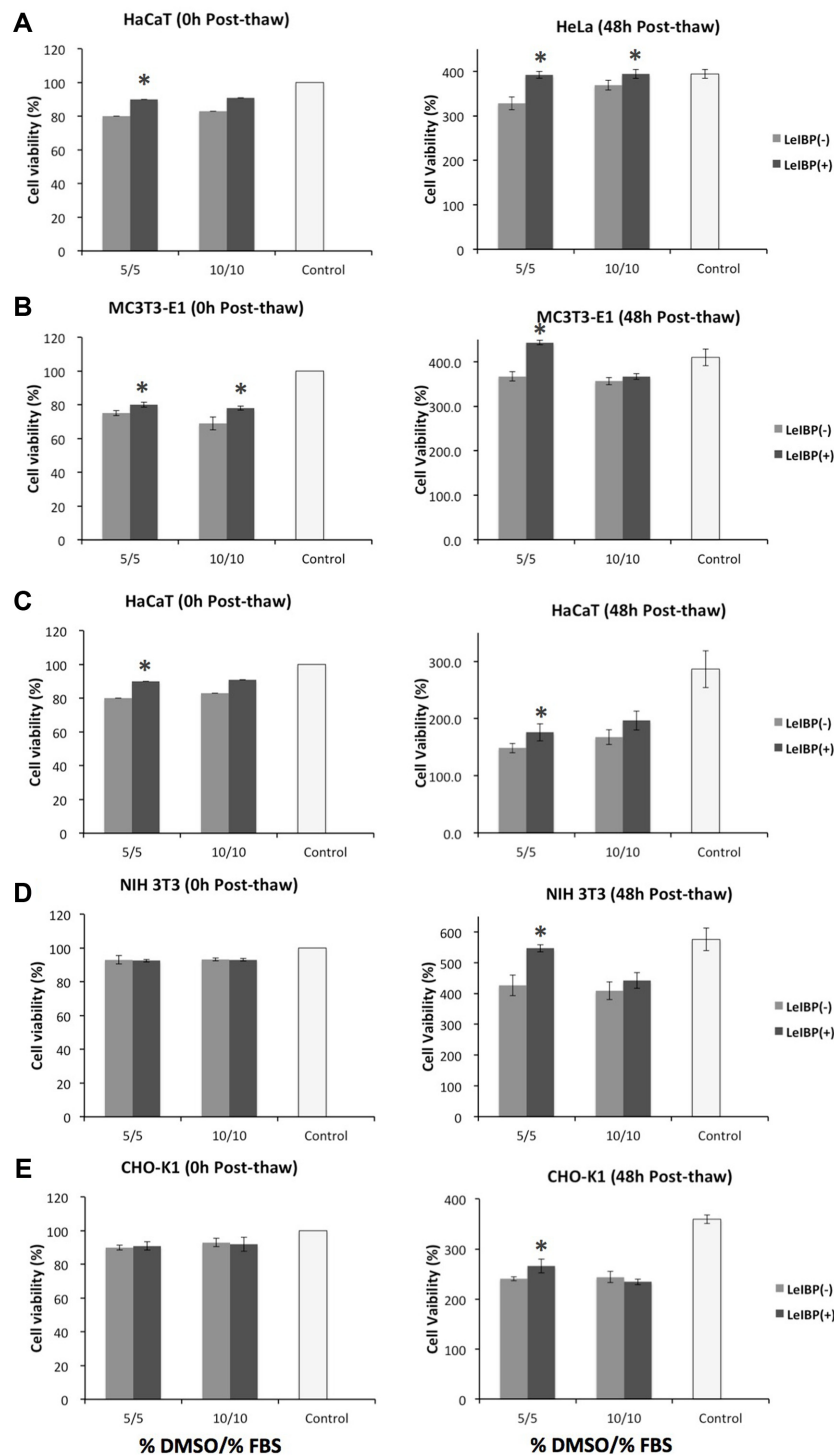 A
HaCaT (0h Post-thaw)
Cell viability (%)
120
100
80
60
40
20
0
*
5/5
10/10
Control
HeLa (48h Post-thaw)
Cell Vaibility (%)
400
300
200
100
0
*
*
5/5
10/10
Control
LeIBP(-)
LeIBP(+)
B
MC3T3-E1 (0h Post-thaw)
Cell viability (%)
120
100
80
60
40
20
0
*
*
5/5
10/10
Control
MC3T3-E1 (48h Post-thaw)
Cell Vaibility (%)
400.0
300.0
200.0
100.0
0.0
*
5/5
10/10
Control
LeIBP(-)
LeIBP(+)
C
HaCaT (0h Post-thaw)
Cell viability (%)
120
100
80
60
40
20
0
*
5/5
10/10
Control
HaCaT (48h Post-thaw)
Cell Vaibility (%)
300.0
200.0
100.0
0.0
*
5/5
10/10
Control
LeIBP(-)
LeIBP(+)
D
NIH 3T3 (0h Post-thaw)
Cell viability (%)
120
100
80
60
40
20
0
5/5
10/10
Control
NIH 3T3 (48h Post-thaw)
Cell Vaibility (%)
600
500
400
300
200
100
0
*
5/5
10/10
Control
LeIBP(-)
LeIBP(+)
E
CHO-K1 (0h Post-thaw)
Cell viability (%)
120
100
80
60
40
20
0
5/5
10/10
Control
% DMSO/% FBS
CHO-K1 (48h Post-thaw)
Cell Vaibility (%)
400
300
200
100
0
*
5/5
10/10
Control
% DMSO/% FBS
LeIBP(-)
LeIBP(+)